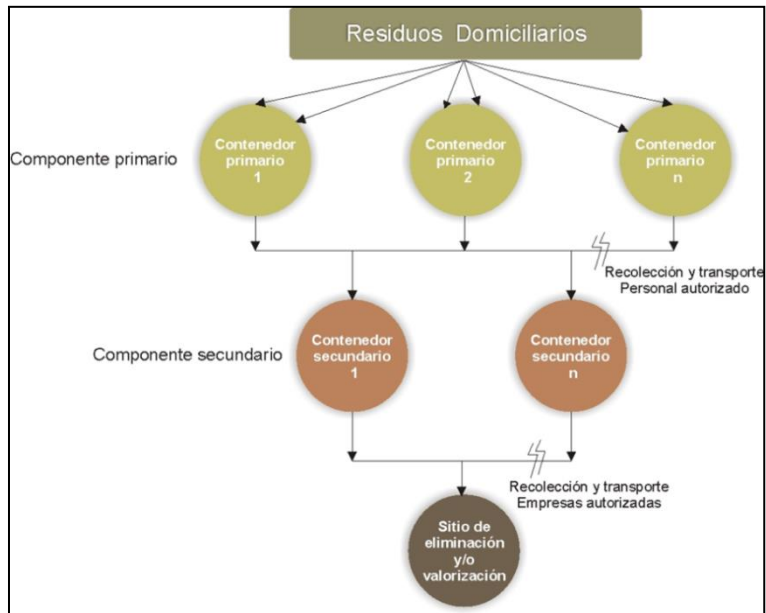 Residuos Domiciliarios
Componente primario
Contenedor
primario
1
Contenedor
primario
2
Contenedor
primario
n
Recolección y transporte
Personal autorizado
Componente secundario
Contenedor
secundario
1
Contenedor
secundario
n
Recolección y transporte
Empresas autorizadas
Sitio de
eliminación
y/o
valorización